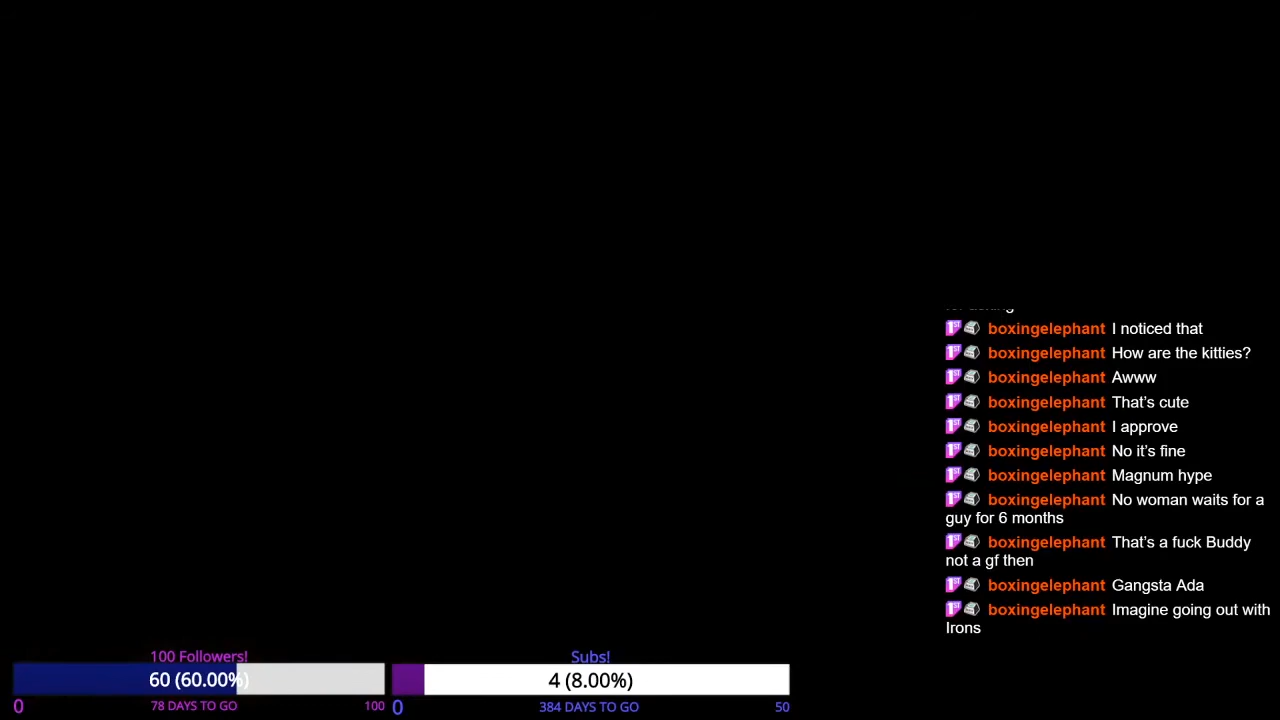 boxingelephant I noticed that
boxingelephant How are the kitties?
boxingelephant Awww
boxingelephant That's cute
boxingelephant I approve
boxingelephant No it's fine
boxingelephant Magnum hype
boxingelephant No woman waits for a
guy for 6 months
boxingelephant That's a fuck Buddy
not a gf then
boxingelephant Gangsta Ada
boxingelephant Imagine going out with
Irons
100 Followers!
60 (60.00%)
0 78 DAYS TO GO 100
Subs!
4 (8.00%)
0 384 DAYS TO GO 50